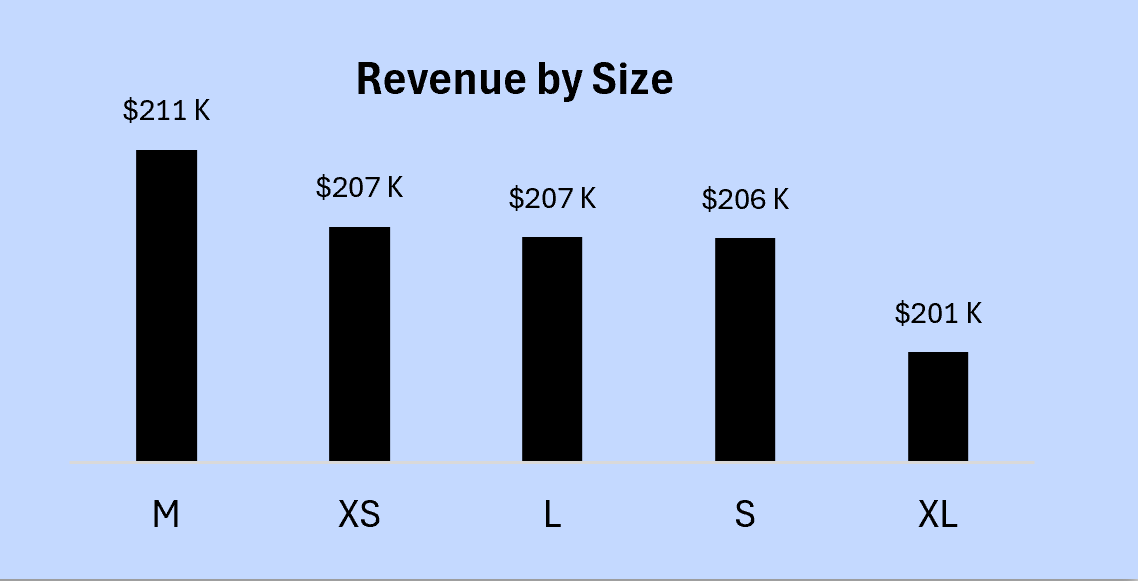 Revenue by Size
$211 K
$207 K
$207 K
$206 K
$201 K
M
XS
L
S
XL